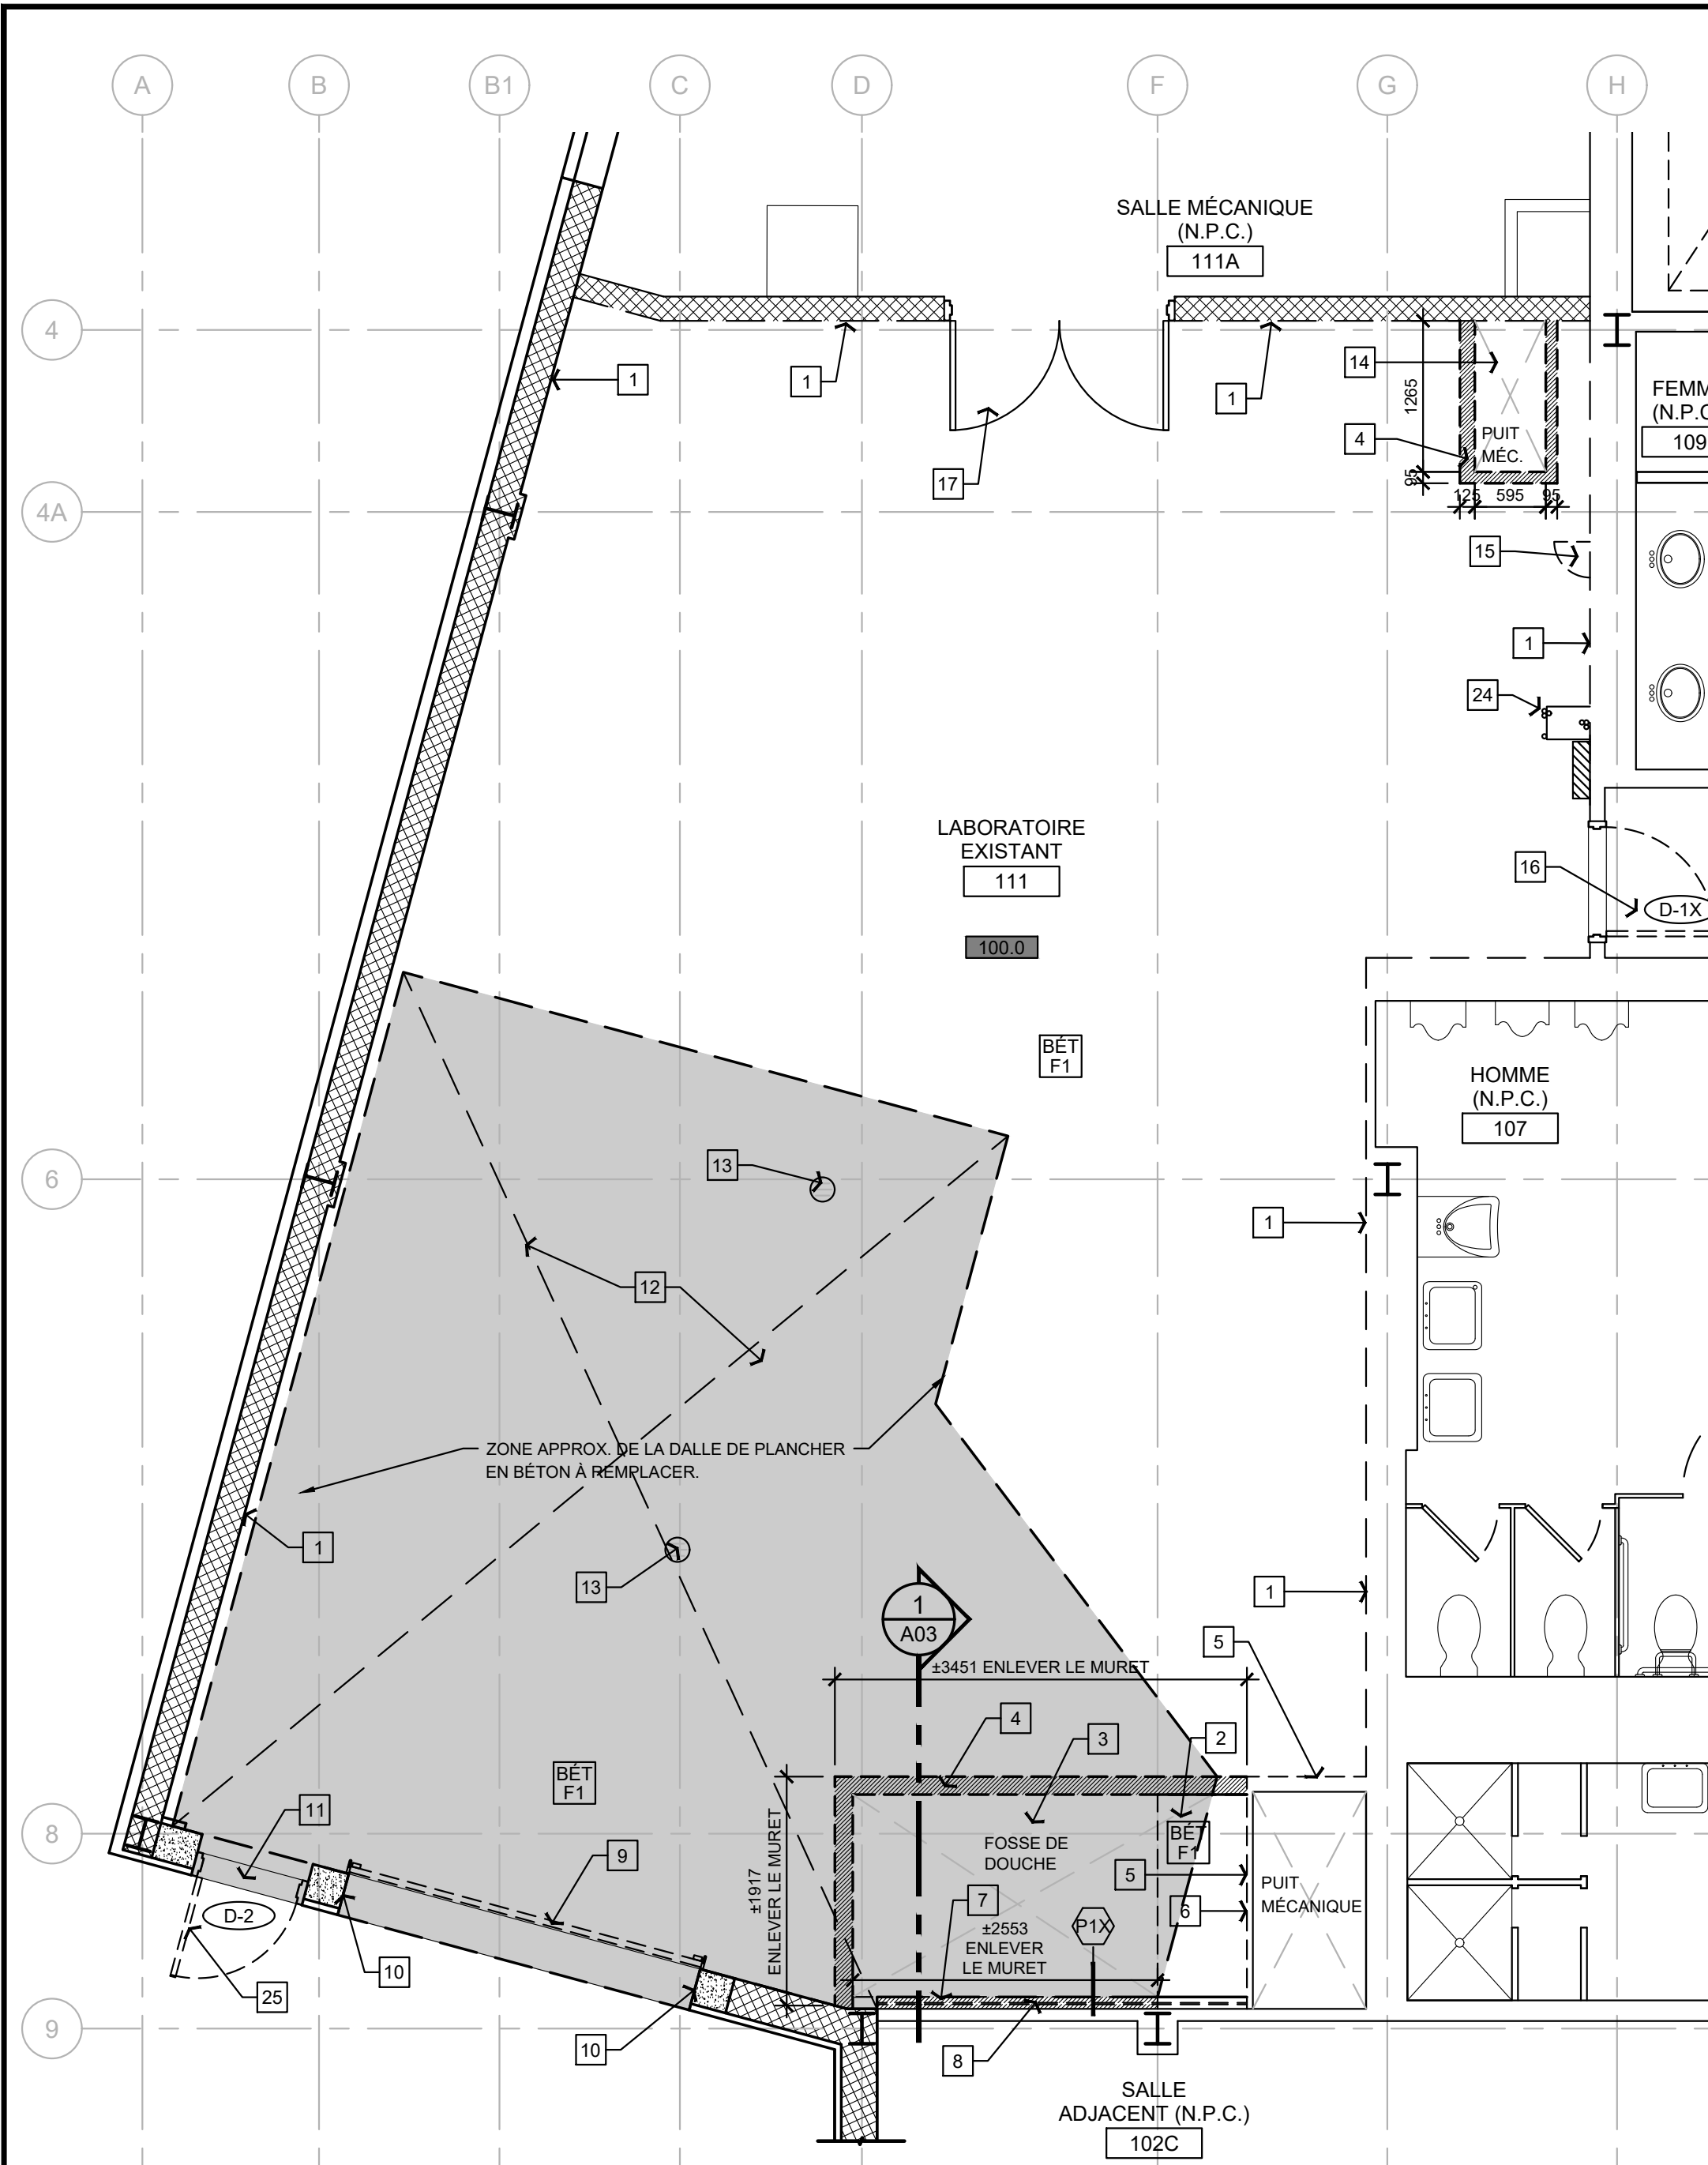 A
B
B1
C
D
F
G
H
SALLE MÉCANIQUE
(N.P.C.)
111A
4
1
1
1
14
1265
4
PUIT
MÉC.
95
125
595
95
17
4A
15
1
24
(N.P.
109
LABORATOIRE
EXISTANT
111
100.0
16
D-1X
BÉT
F1
HOMME
(N.P.C.)
107
6
13
1
12
ZONE APPROX. DE LA DALLE DE PLANCHER
EN BÉTON À REMPLACER.
1
13
1
1
A03
5
±3451 ENLEVER LE MURET
4
3
2
BÉT
F1
11
8
9
±1917
ENLEVER LE MURET
FOSSE DE
DOUCHE
BÉT
F1
5
6
PUIT
MÉCANIQUE
7
±2553
ENLEVER
LE MURET
P1X
D-2
25
10
10
9
8
SALLE
ADJACENT (N.P.C.)
102C